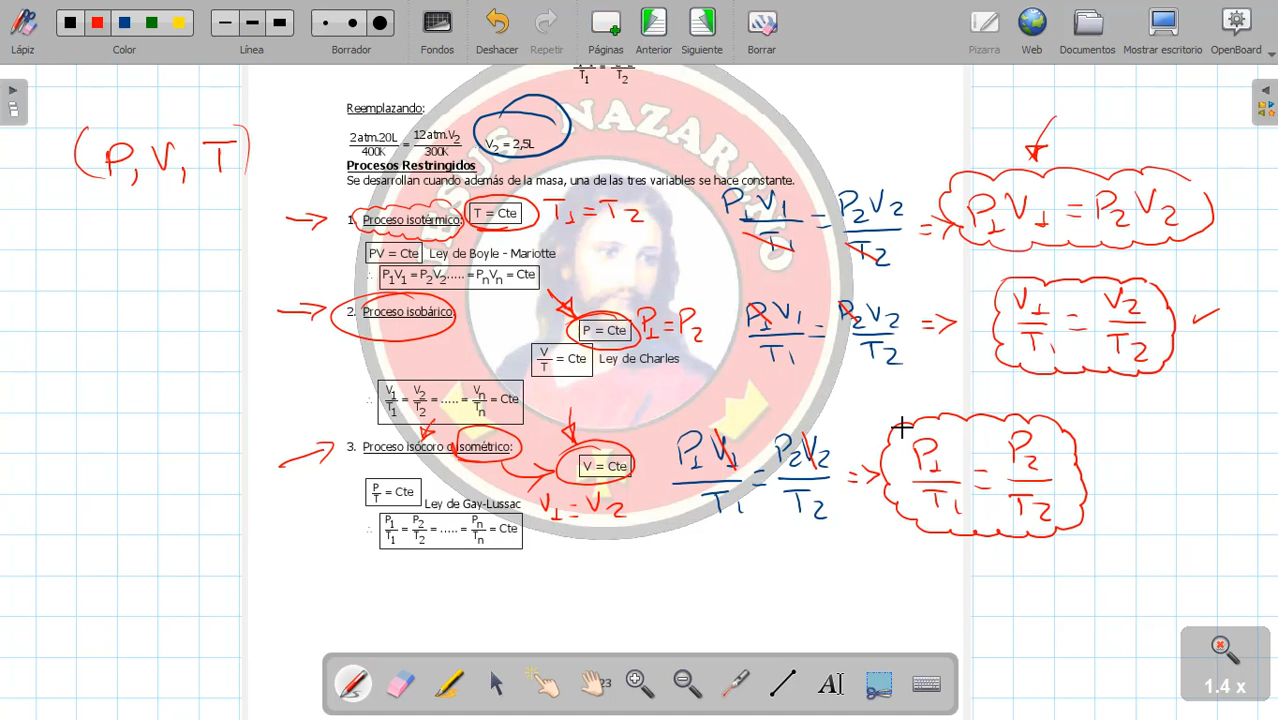 Lápiz Color Línea Borrador Fondos Deshacer Repetir Páginas Anterior Siguiente Borrar Pizarra Web Documentos Mostrar escritorio OpenBoard
T1 T2
Reemplazando:
2atm.20L/400K = 12atm.V2/300K V2 = 2,5L
(P, V, T)
JESUS NAZARENO
Procesos Restringidos
Se desarrollan cuando además de la masa, una de las tres variables se hace constante.
1. Proceso isotérmico: T = Cte T1 = T2
P1V1/T1 = P2V2/T2 => P1V1 = P2V2
PV = Cte Ley de Boyle - Mariotte
∴ P1V1 = P2V2..... = PnVn = Cte
2. Proceso isobárico:
P = Cte P1 = P2
P1V1/T1 = P2V2/T2 => V1/T1 = V2/T2
V/T = Cte Ley de Charles
∴ V1/T1 = V2/T2 = ..... = Vn/Tn = Cte
3. Proceso isócoro o isométrico:
V = Cte
V1 = V2
P1V1/T1 = P2V2/T2 => P1/T1 = P2/T2
P/T = Cte Ley de Gay-Lussac
∴ P1/T1 = P2/T2 = ..... = Pn/Tn = Cte
23
1.4 x